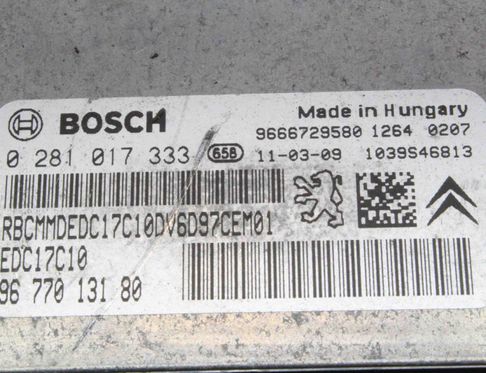 BOSCH
Made in Hungary
9666729580 1264 0207
0 281 017 333 658 11-03-09 1039S46813
RBCMMDEDC17C10DV6D97CEM01
EDC17C10
96 770 131 80